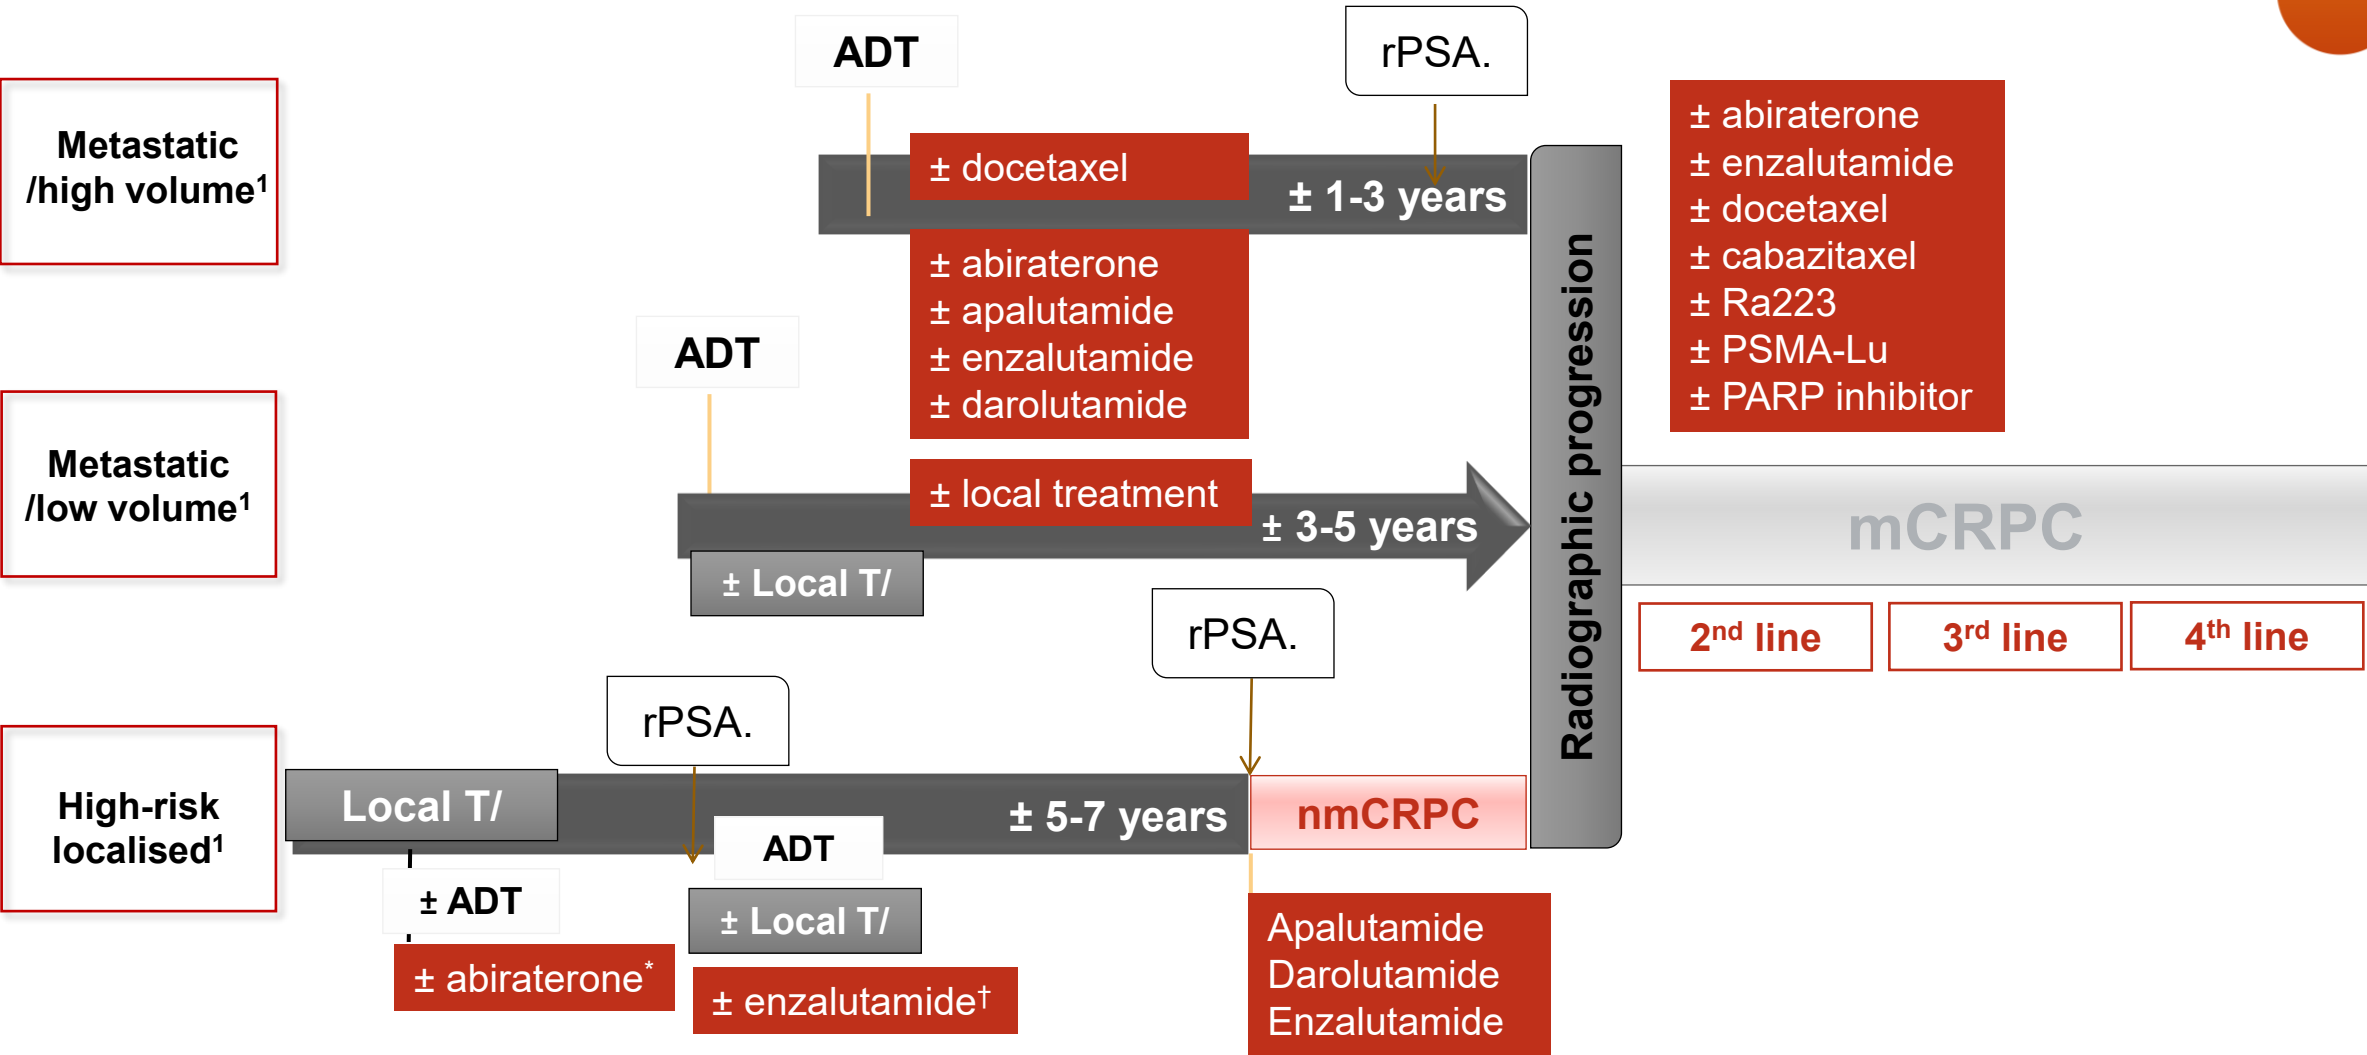 ADT
rPSA.
Metastatic
/high volume¹
± docetaxel
± 1-3 years
± abiraterone
± apalutamide
± enzalutamide
± darolutamide
± abiraterone
± enzalutamide
± docetaxel
± cabazitaxel
± Ra223
± PSMA-Lu
± PARP inhibitor
Radiographic progression
ADT
Metastatic
/low volume¹
± local treatment
± 3-5 years
± Local T/
mCRPC
2nd line
3rd line
4th line
rPSA.
rPSA.
High-risk
localised¹
Local T/
± 5-7 years
nmCRPC
ADT
± ADT
± Local T/
± abiraterone*
± enzalutamide†
Apalutamide
Darolutamide
Enzalutamide